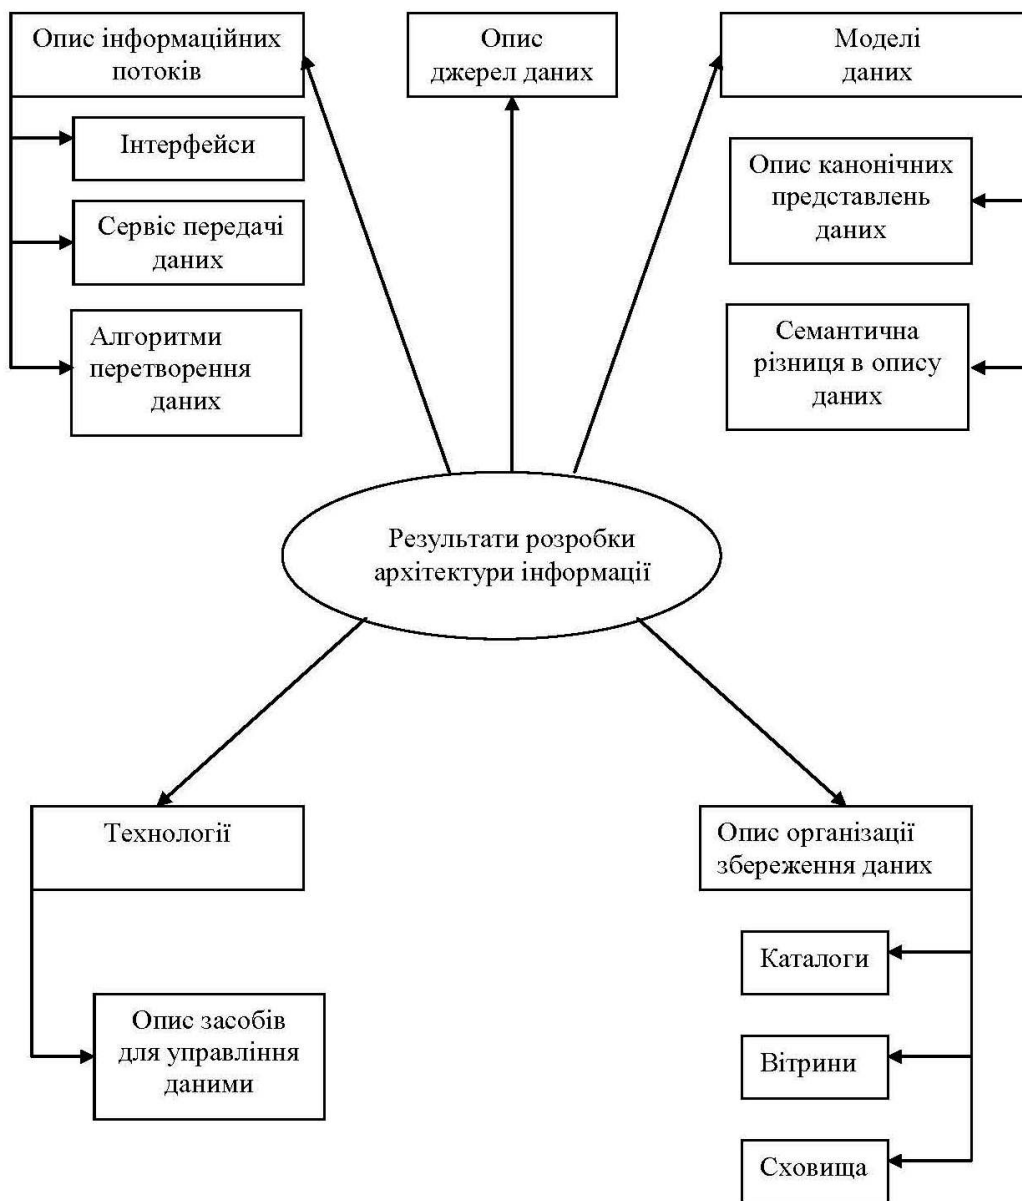 Опис інформаційних
потоків
Інтерфейси
Сервіс передачі
даних
Алгоритми
перетворення
даних
Опис
джерел даних
Моделі
даних
Опис канонічних
представлень
даних
Семантична
різниця в опису
даних
Результати розробки
архітектури інформації
Технології
Опис засобів
для управління
даними
Опис організації
збереження даних
Каталоги
Вітрини
Сховища